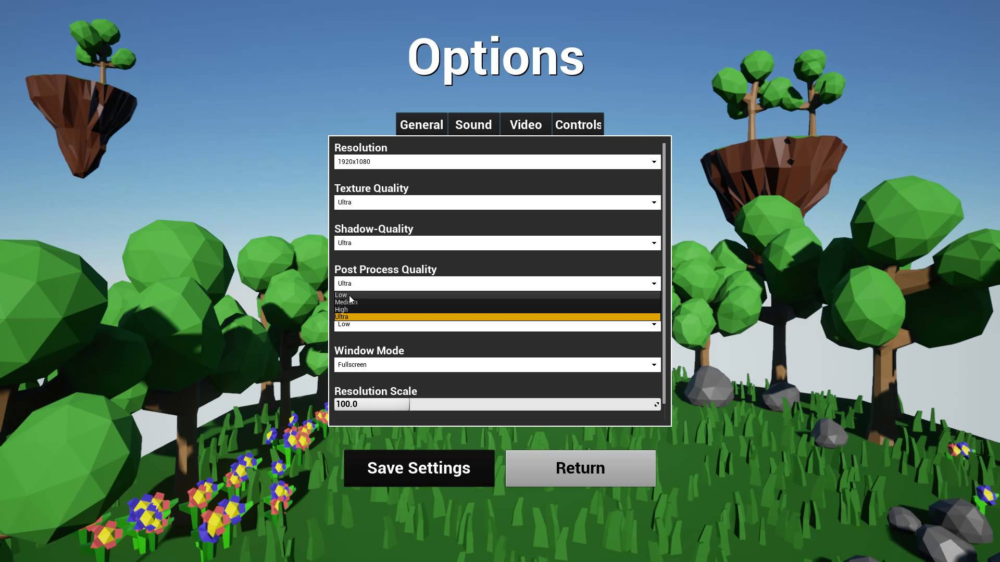 Options
General Sound Video Controls
Resolution
1920x1080
Texture Quality
Ultra
Shadow-Quality
Ultra
Post Process Quality
Ultra
Low
Medium
High
Ultra
Low
Window Mode
Fullscreen
Resolution Scale
100.0
Save Settings Return